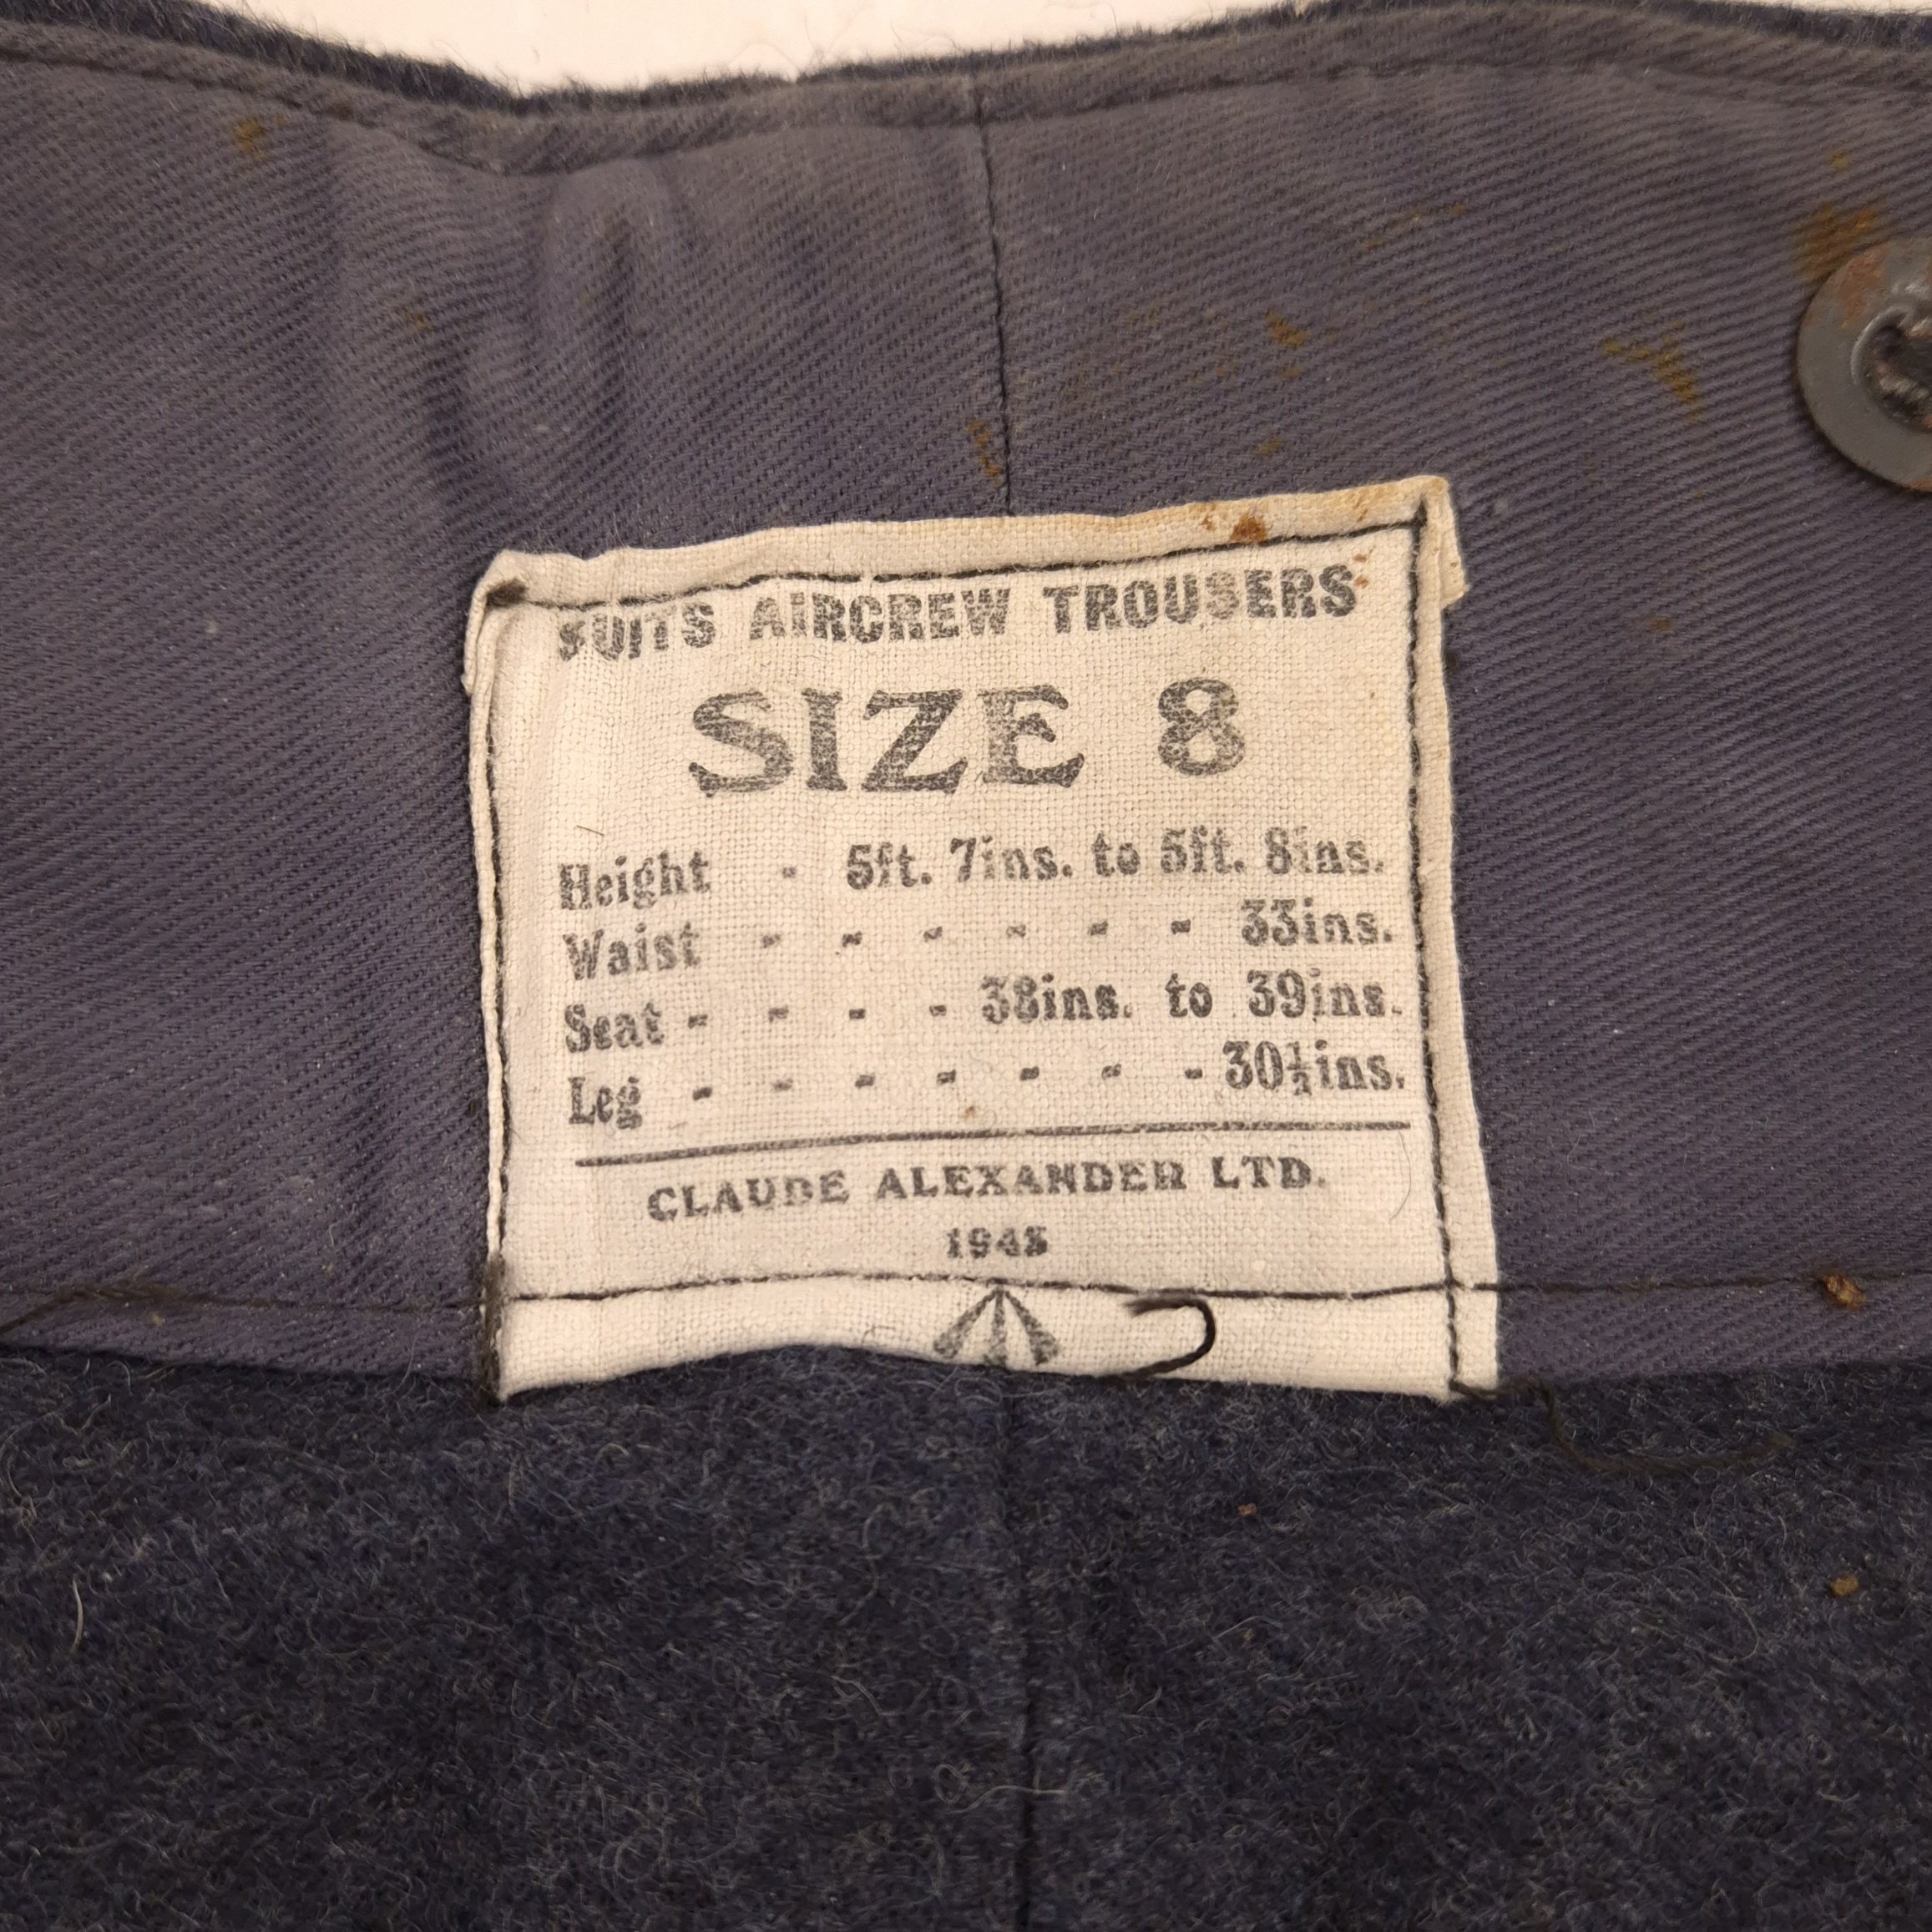 SUITS AIRCREW TROUSERS
SIZE 8
Height - 5ft. 7ins. to 5ft. 8ins.
Waist - - - - - - 33ins.
Seat - - - - 38ins. to 39ins.
Leg - - - - - - - 30½ins.
CLAUDE ALEXANDER LTD.
1945